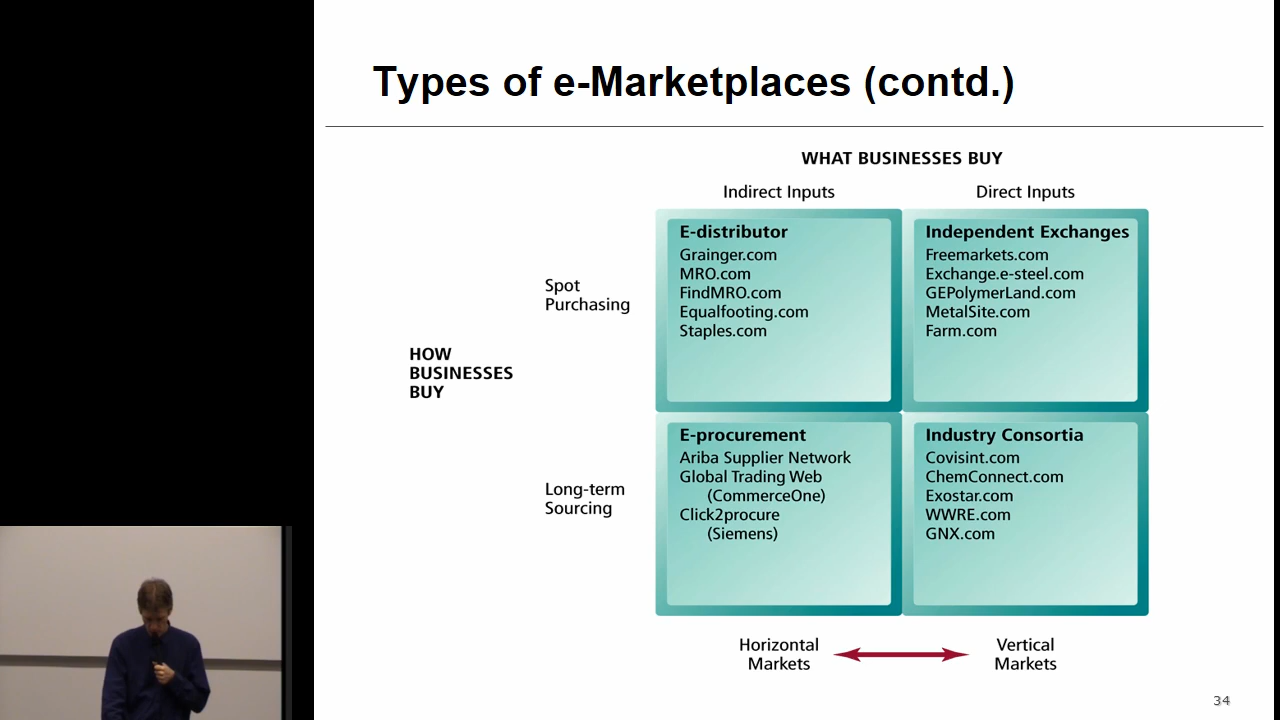 Types of e-Marketplaces (contd.)
WHAT BUSINESSES BUY
Indirect Inputs
Direct Inputs
HOW
BUSINESSES
BUY
Spot
Purchasing
E-distributor
Grainger.com
MRO.com
FindMRO.com
Equalfooting.com
Staples.com
Independent Exchanges
Freemarkets.com
Exchange.e-steel.com
GEPolymerLand.com
MetalSite.com
Farm.com
Long-term
Sourcing
E-procurement
Ariba Supplier Network
Global Trading Web
(CommerceOne)
Click2procure
(Siemens)
Industry Consortia
Covisint.com
ChemConnect.com
Exostar.com
WWRE.com
GNX.com
Horizontal
Markets
Vertical
Markets
34